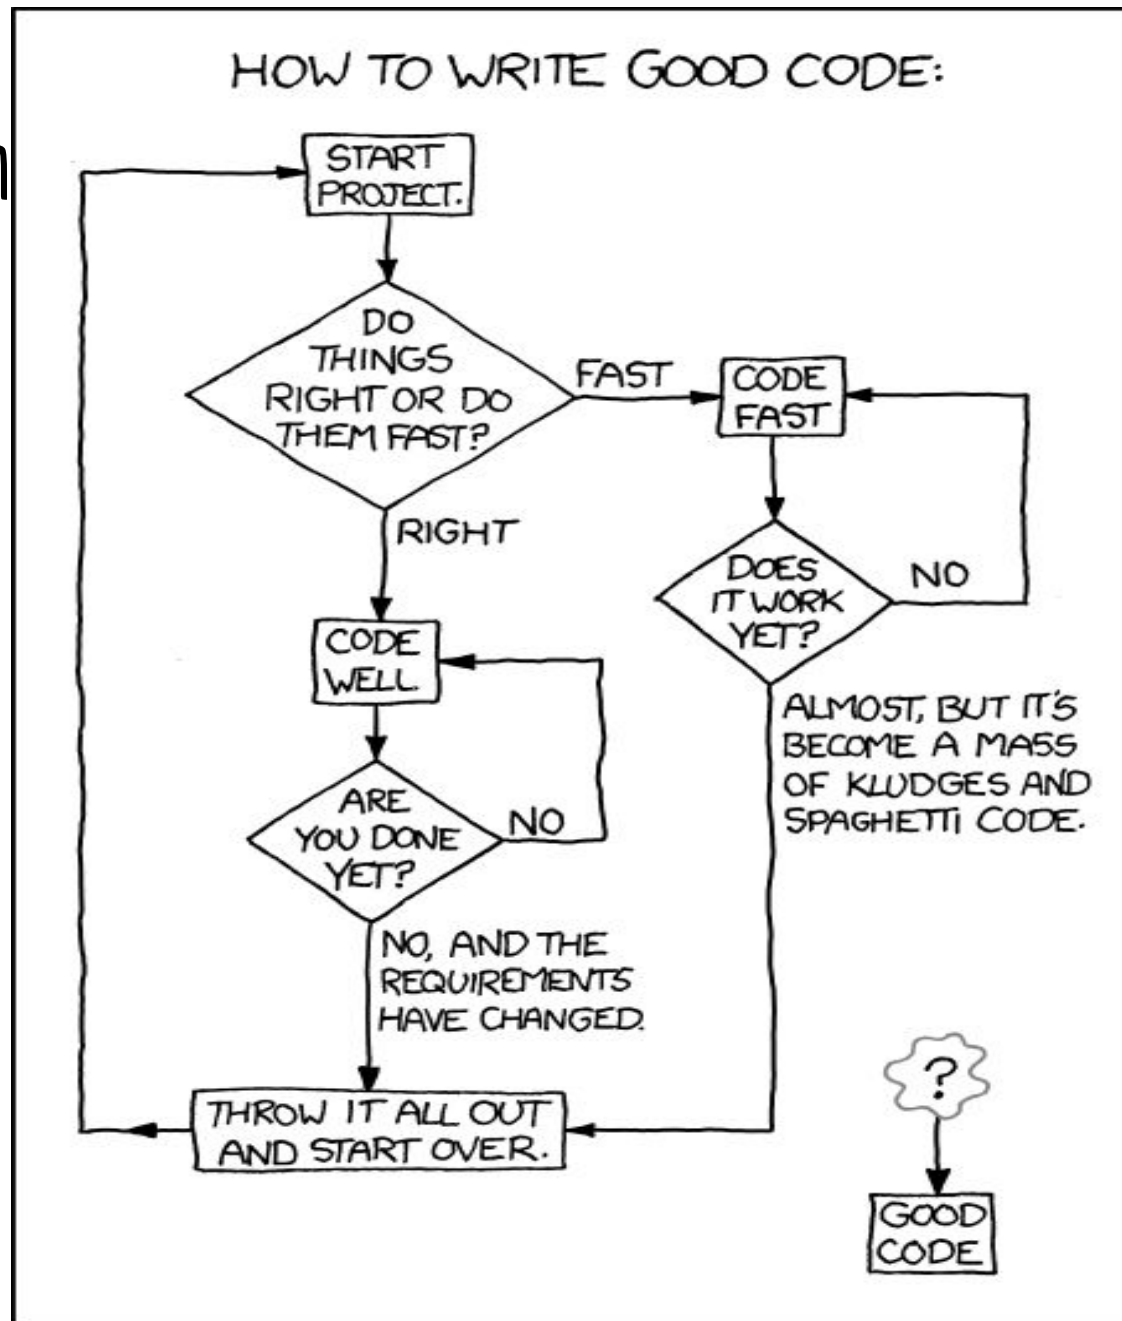 HOW TO WRITE GOOD CODE:
START
PROJECT.
DO
THINGS
RIGHT OR DO
THEM FAST?
FAST
CODE
FAST
RIGHT
DOES
IT WORK
YET?
NO
CODE
WELL.
ALMOST, BUT IT'S
BECOME A MASS
OF KLUDGES AND
SPAGHETTI CODE.
ARE
YOU DONE
YET?
NO
NO, AND THE
REQUIREMENTS
HAVE CHANGED.
THROW IT ALL OUT
AND START OVER.
?
GOOD
CODE